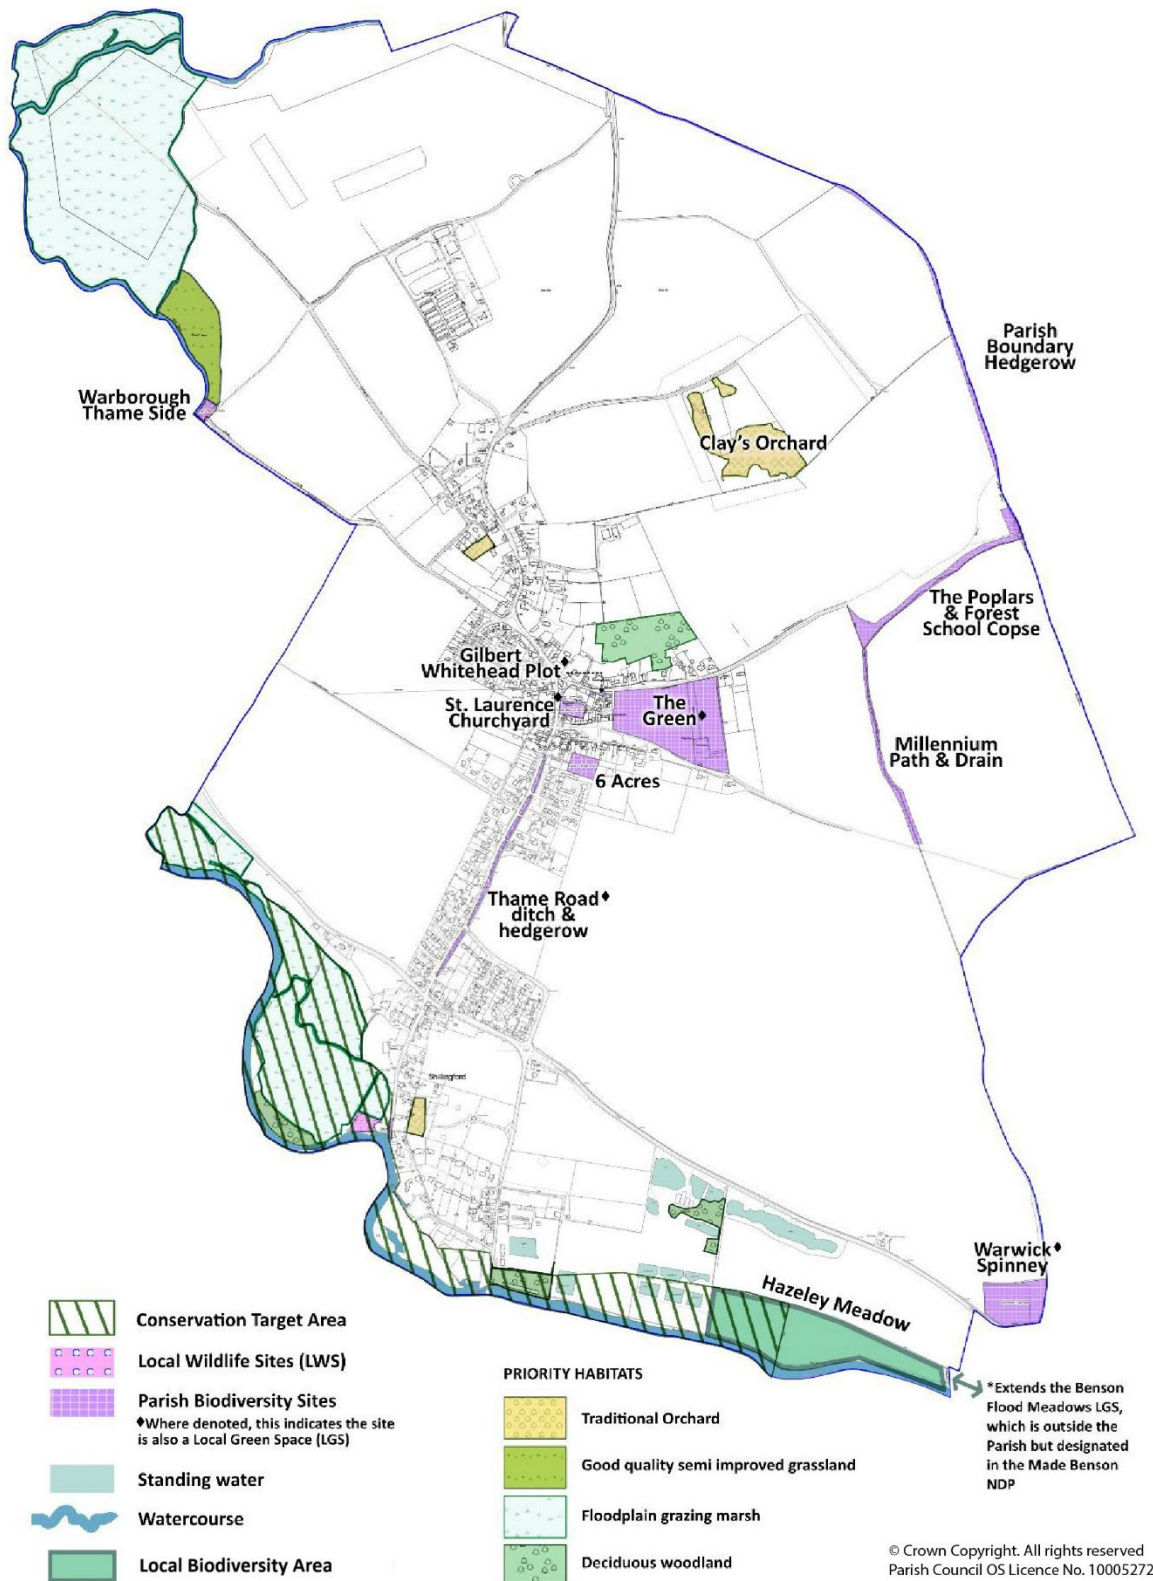 Parish
Boundary
Hedgerow
Warborough
Thame Side
Clay's Orchard
The Poplars
& Forest
School Copse
Gilbert
Whitehead Plot♦
St. Laurence♦
Churchyard
The
Green♦
Millennium
Path & Drain
6 Acres
Thame Road♦
ditch &
hedgerow
Shillingford
Warwick♦
Spinney
Hazeley Meadow
Conservation Target Area
Local Wildlife Sites (LWS)
Parish Biodiversity Sites
♦Where denoted, this indicates the site
is also a Local Green Space (LGS)
Standing water
Watercourse
Local Biodiversity Area
PRIORITY HABITATS
Traditional Orchard
Good quality semi improved grassland
Floodplain grazing marsh
Deciduous woodland
*Extends the Benson
Flood Meadows LGS,
which is outside the
Parish but designated
in the Made Benson
NDP
© Crown Copyright. All rights reserved
Parish Council OS Licence No. 10005272